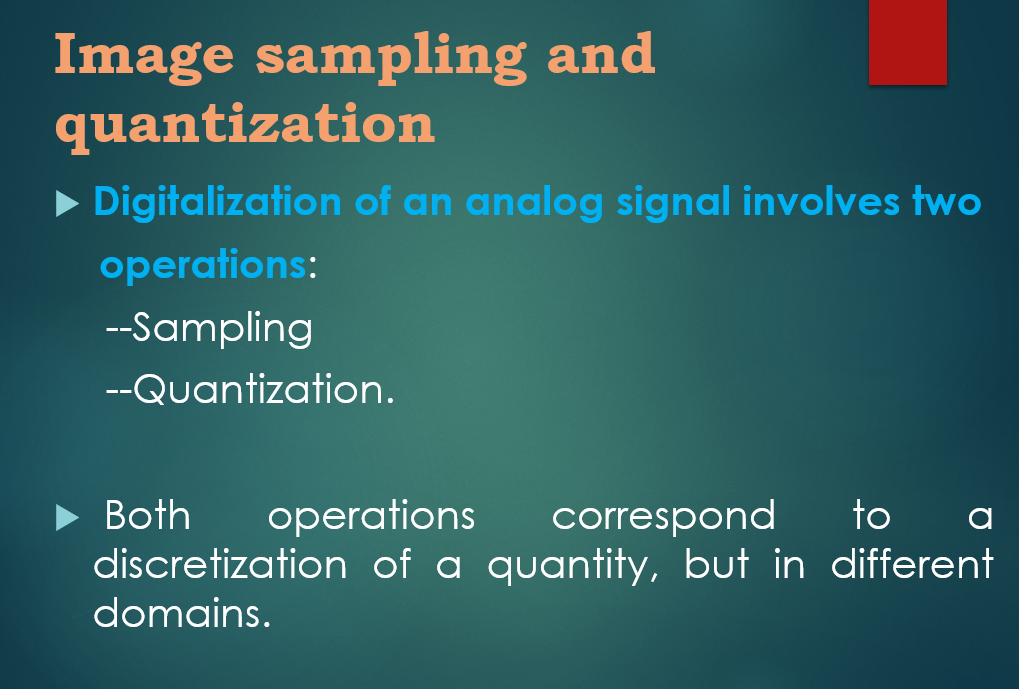 Image sampling and
quantization
Digitalization of an analog signal involves two
operations:
--Sampling
--Quantization.
Both operations correspond to a
discretization of a quantity, but in different
domains.